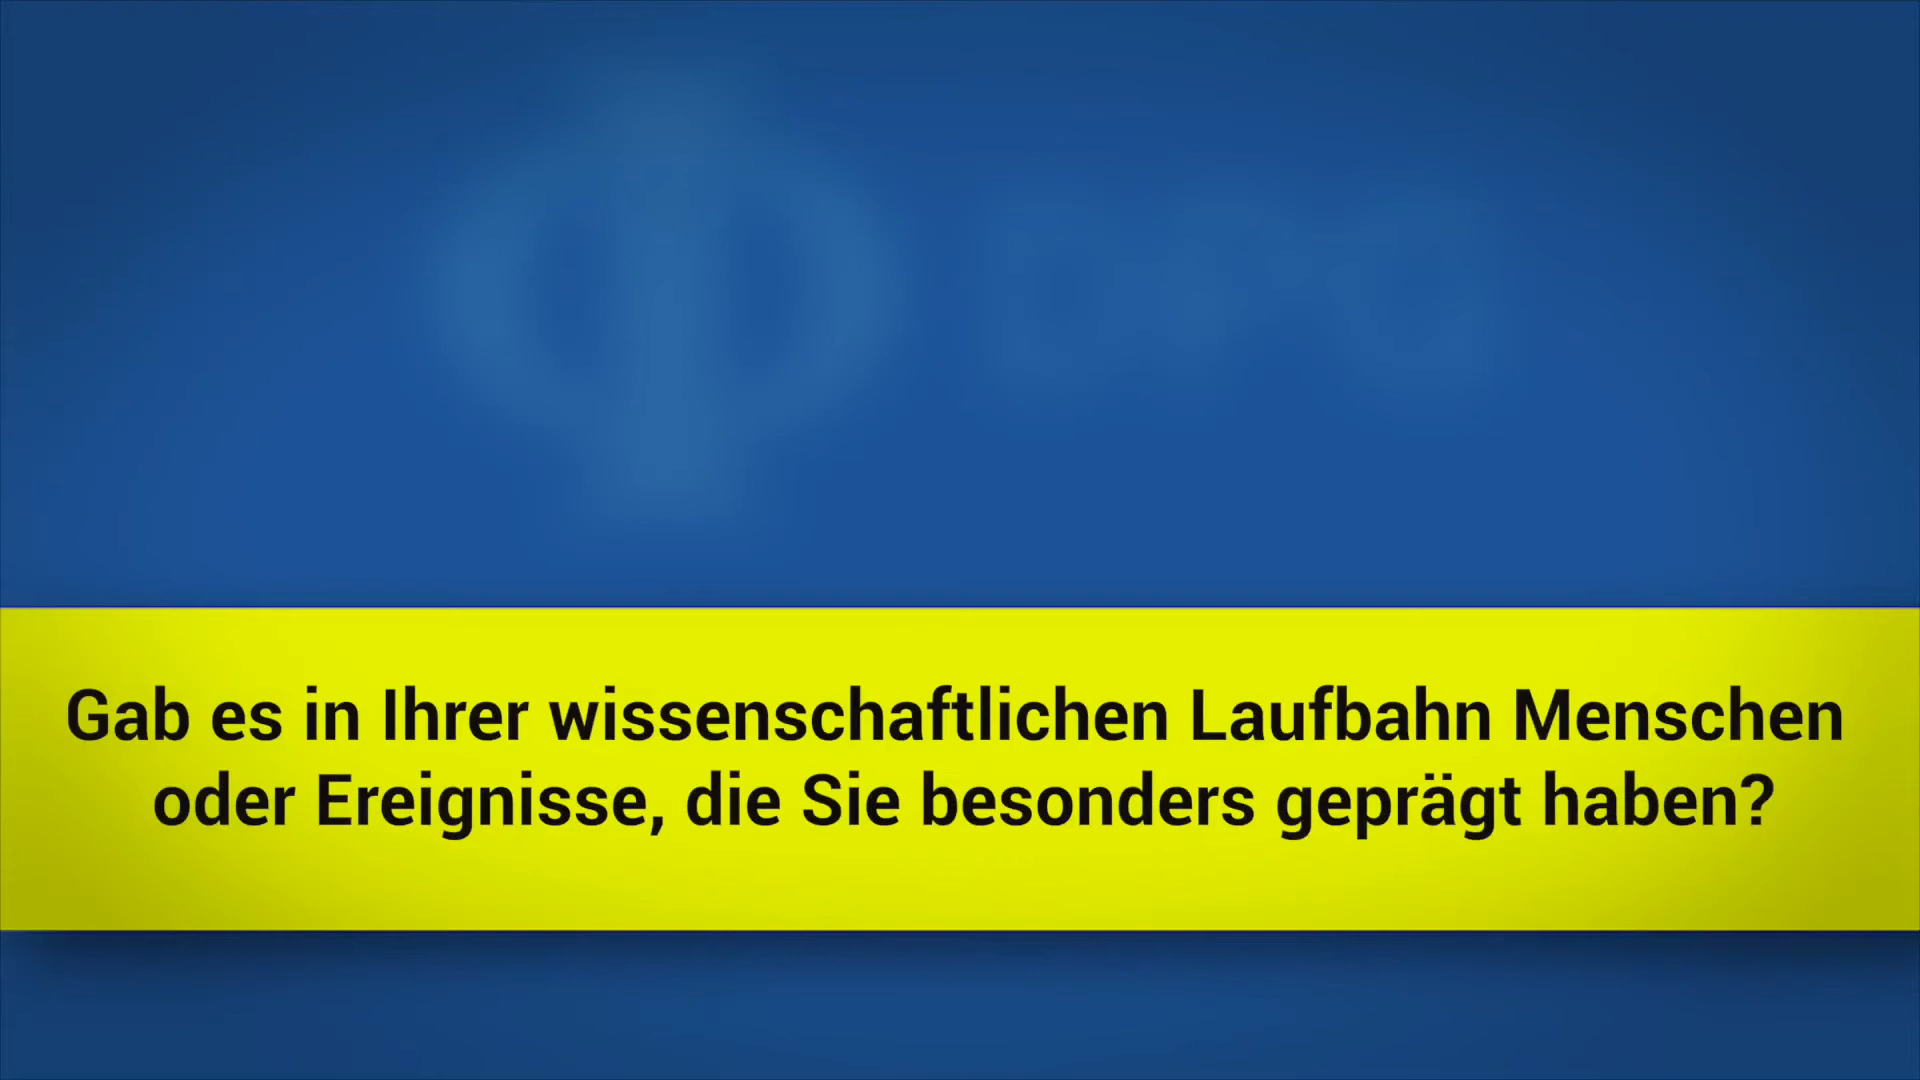 Gab es in Ihrer wissenschaftlichen Laufbahn Menschen
oder Ereignisse, die Sie besonders geprägt haben?